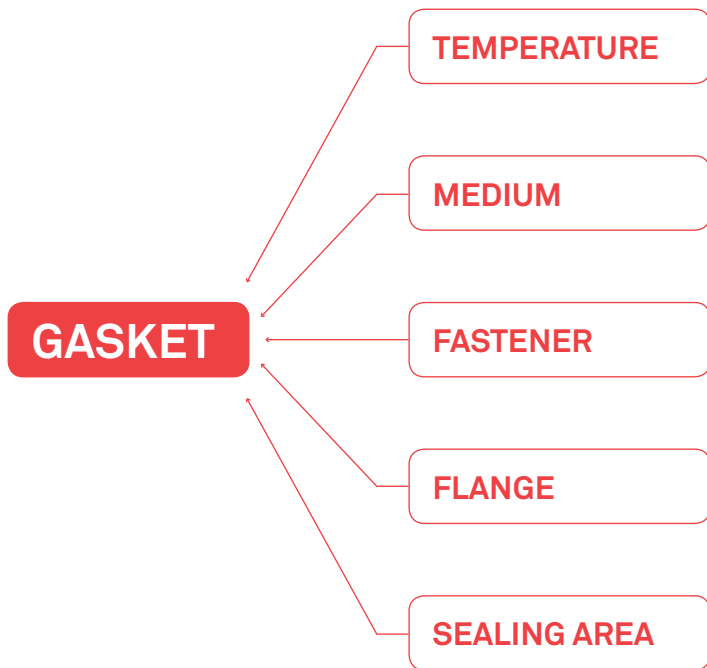 TEMPERATURE
MEDIUM
GASKET
FASTENER
FLANGE
SEALING AREA